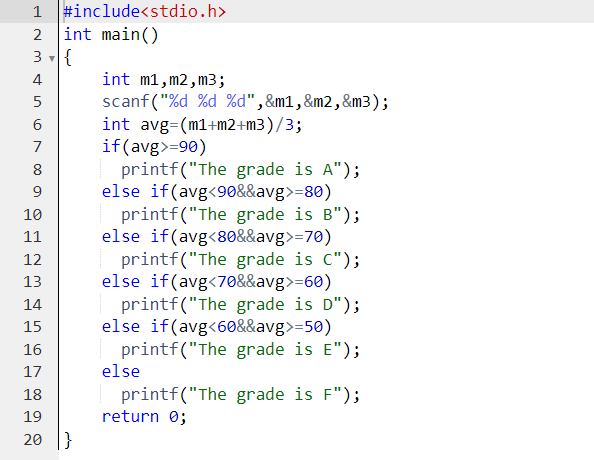 1 #include<stdio.h>
2 int main()
3 {
4     int m1,m2,m3;
5     scanf("%d %d %d",&m1,&m2,&m3);
6     int avg=(m1+m2+m3)/3;
7     if(avg>=90)
8       printf("The grade is A");
9     else if(avg<90&&avg>=80)
10       printf("The grade is B");
11     else if(avg<80&&avg>=70)
12       printf("The grade is C");
13     else if(avg<70&&avg>=60)
14       printf("The grade is D");
15     else if(avg<60&&avg>=50)
16       printf("The grade is E");
17     else
18       printf("The grade is F");
19     return 0;
20 }